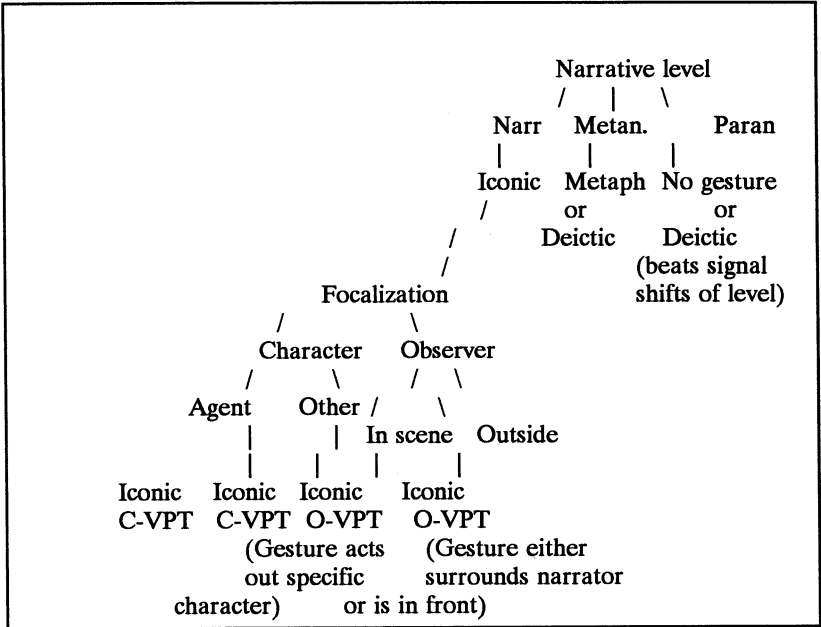 Narrative level
/ | \
Narr Metan. Paran
| | |
Iconic Metaph No gesture
/ or or
/ Deictic Deictic
/ (beats signal
Focalization shifts of level)
/ \
Character Observer
/ \ / \
Agent Other / \
| | In scene Outside
| | | |
Iconic Iconic Iconic Iconic
C-VPT C-VPT O-VPT O-VPT
(Gesture acts (Gesture either
out specific surrounds narrator
character) or is in front)